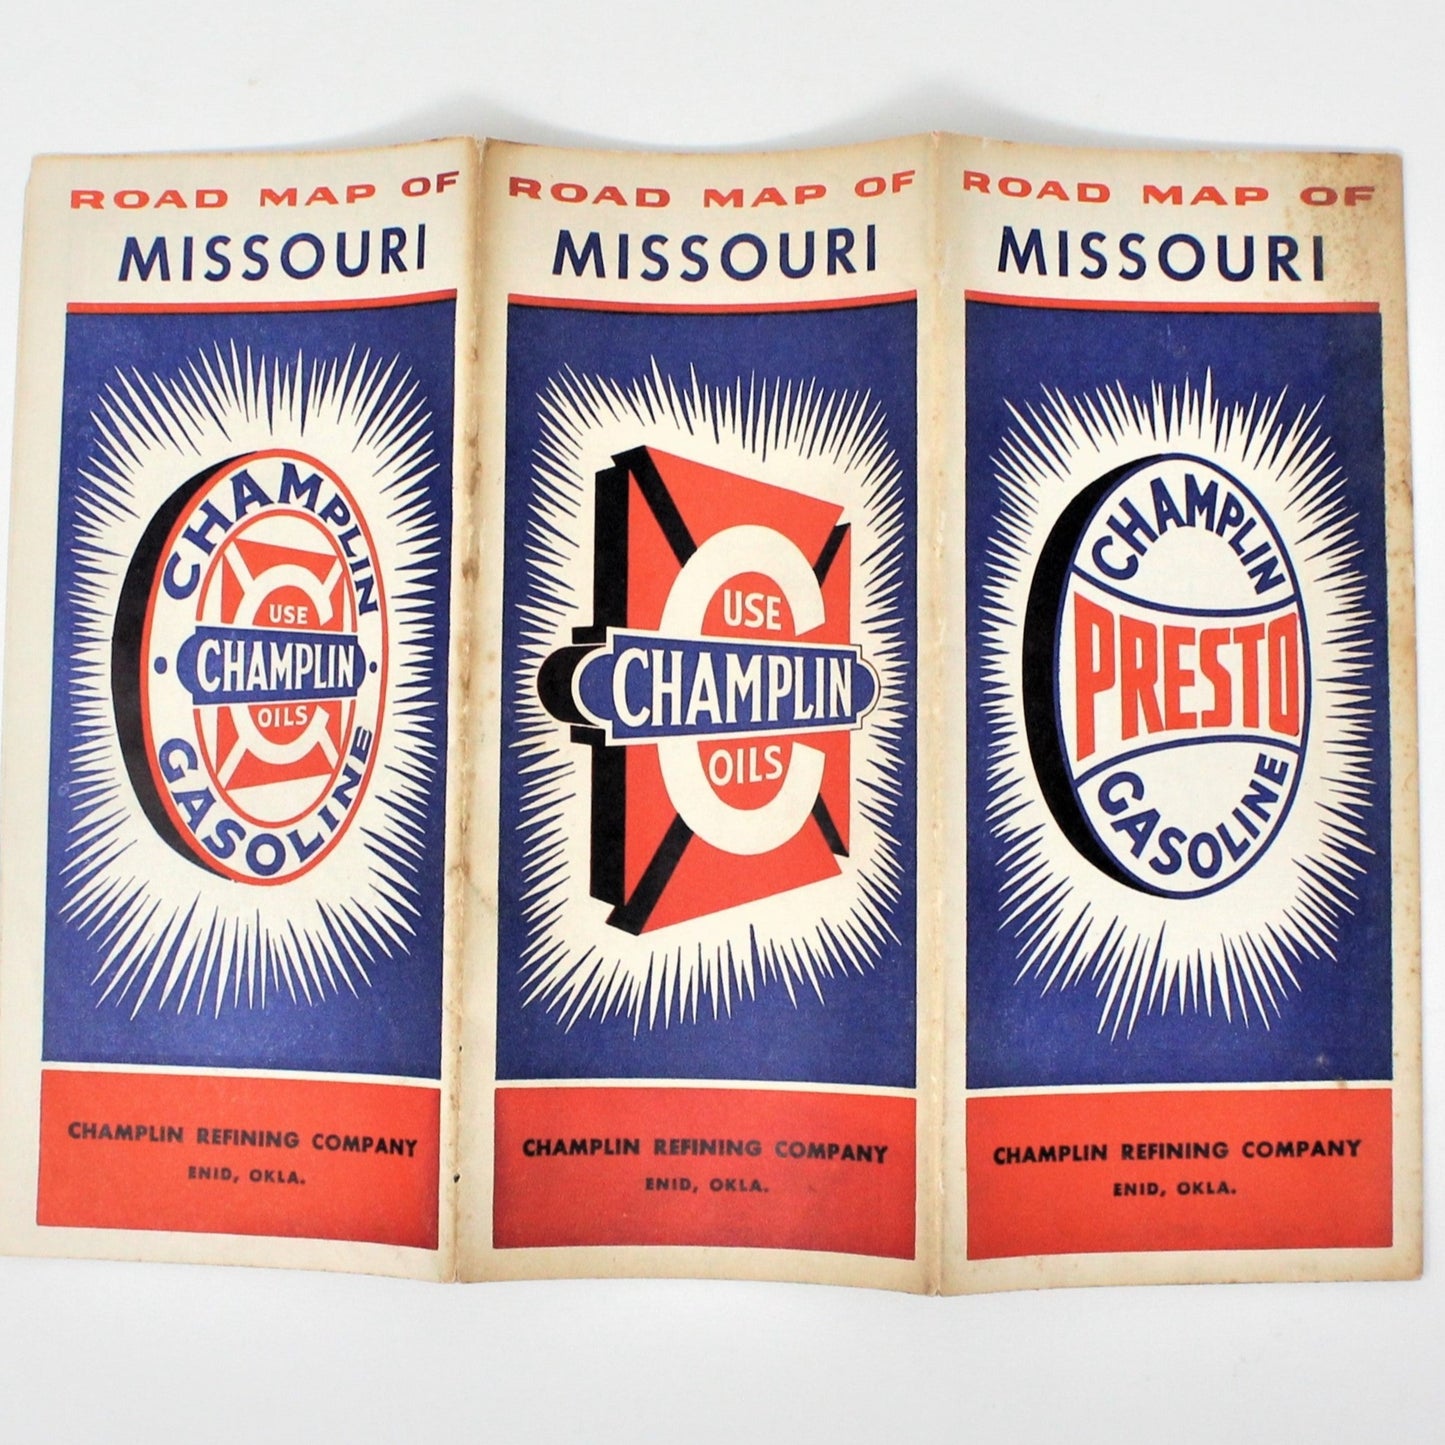 ROAD MAP OF
MISSOURI
CHAMPLIN
USE
CHAMPLIN
OILS
GASOLINE
CHAMPLIN REFINING COMPANY
ENID, OKLA.
ROAD MAP OF
MISSOURI
USE
CHAMPLIN
OILS
CHAMPLIN REFINING COMPANY
ENID, OKLA.
ROAD MAP OF
MISSOURI
CHAMPLIN
PRESTO
GASOLINE
CHAMPLIN REFINING COMPANY
ENID, OKLA.